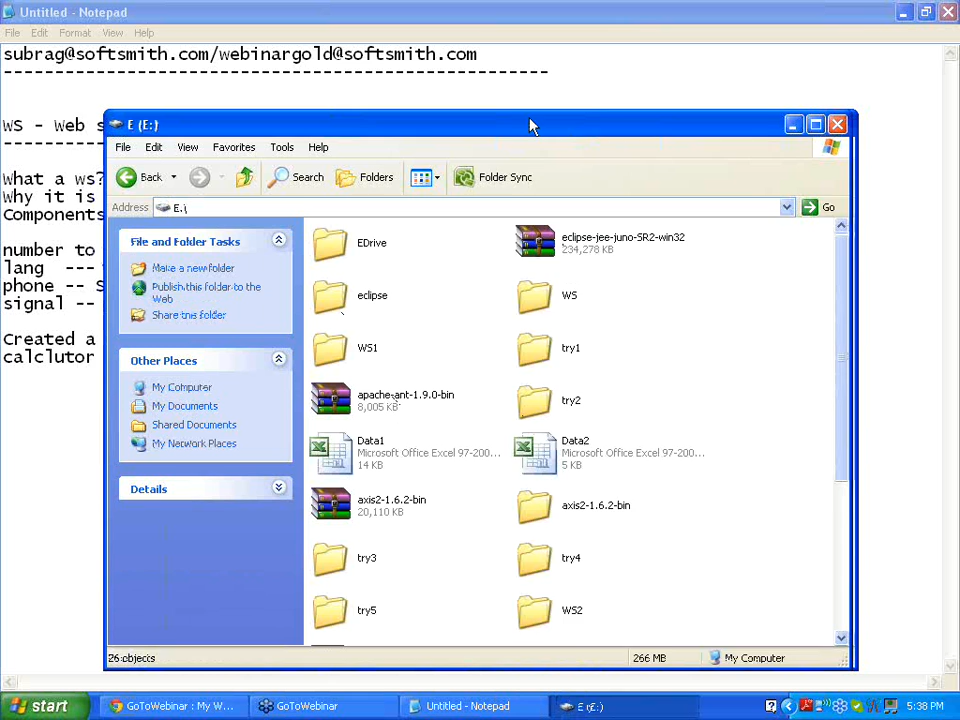 Untitled - Notepad
File Edit Format View Help
subrag@softsmith.com/webinargold@softsmith.com
----------------------------------------------------
WS - Web s
What a ws?
Why it is
Components
number to
lang ---
phone -- S
signal --
Created a
calclutor
E (E:)
File Edit View Favorites Tools Help
Back Search Folders Folder Sync
Address E:\ Go
File and Folder Tasks
Make a new folder
Publish this folder to the
Web
Share this folder
Other Places
My Computer
My Documents
Shared Documents
My Network Places
Details
EDrive
eclipse-jee-juno-SR2-win32
234,278 KB
eclipse
WS
WS1
try1
apache-ant-1.9.0-bin
8,005 KB
try2
Data1
Microsoft Office Excel 97-200...
14 KB
Data2
Microsoft Office Excel 97-200...
5 KB
axis2-1.6.2-bin
20,110 KB
axis2-1.6.2-bin
try3
try4
try5
WS2
26 objects
266 MB
My Computer
start
GoToWebinar : My W...
GoToWebinar
Untitled - Notepad
E (E:)
5:38 PM